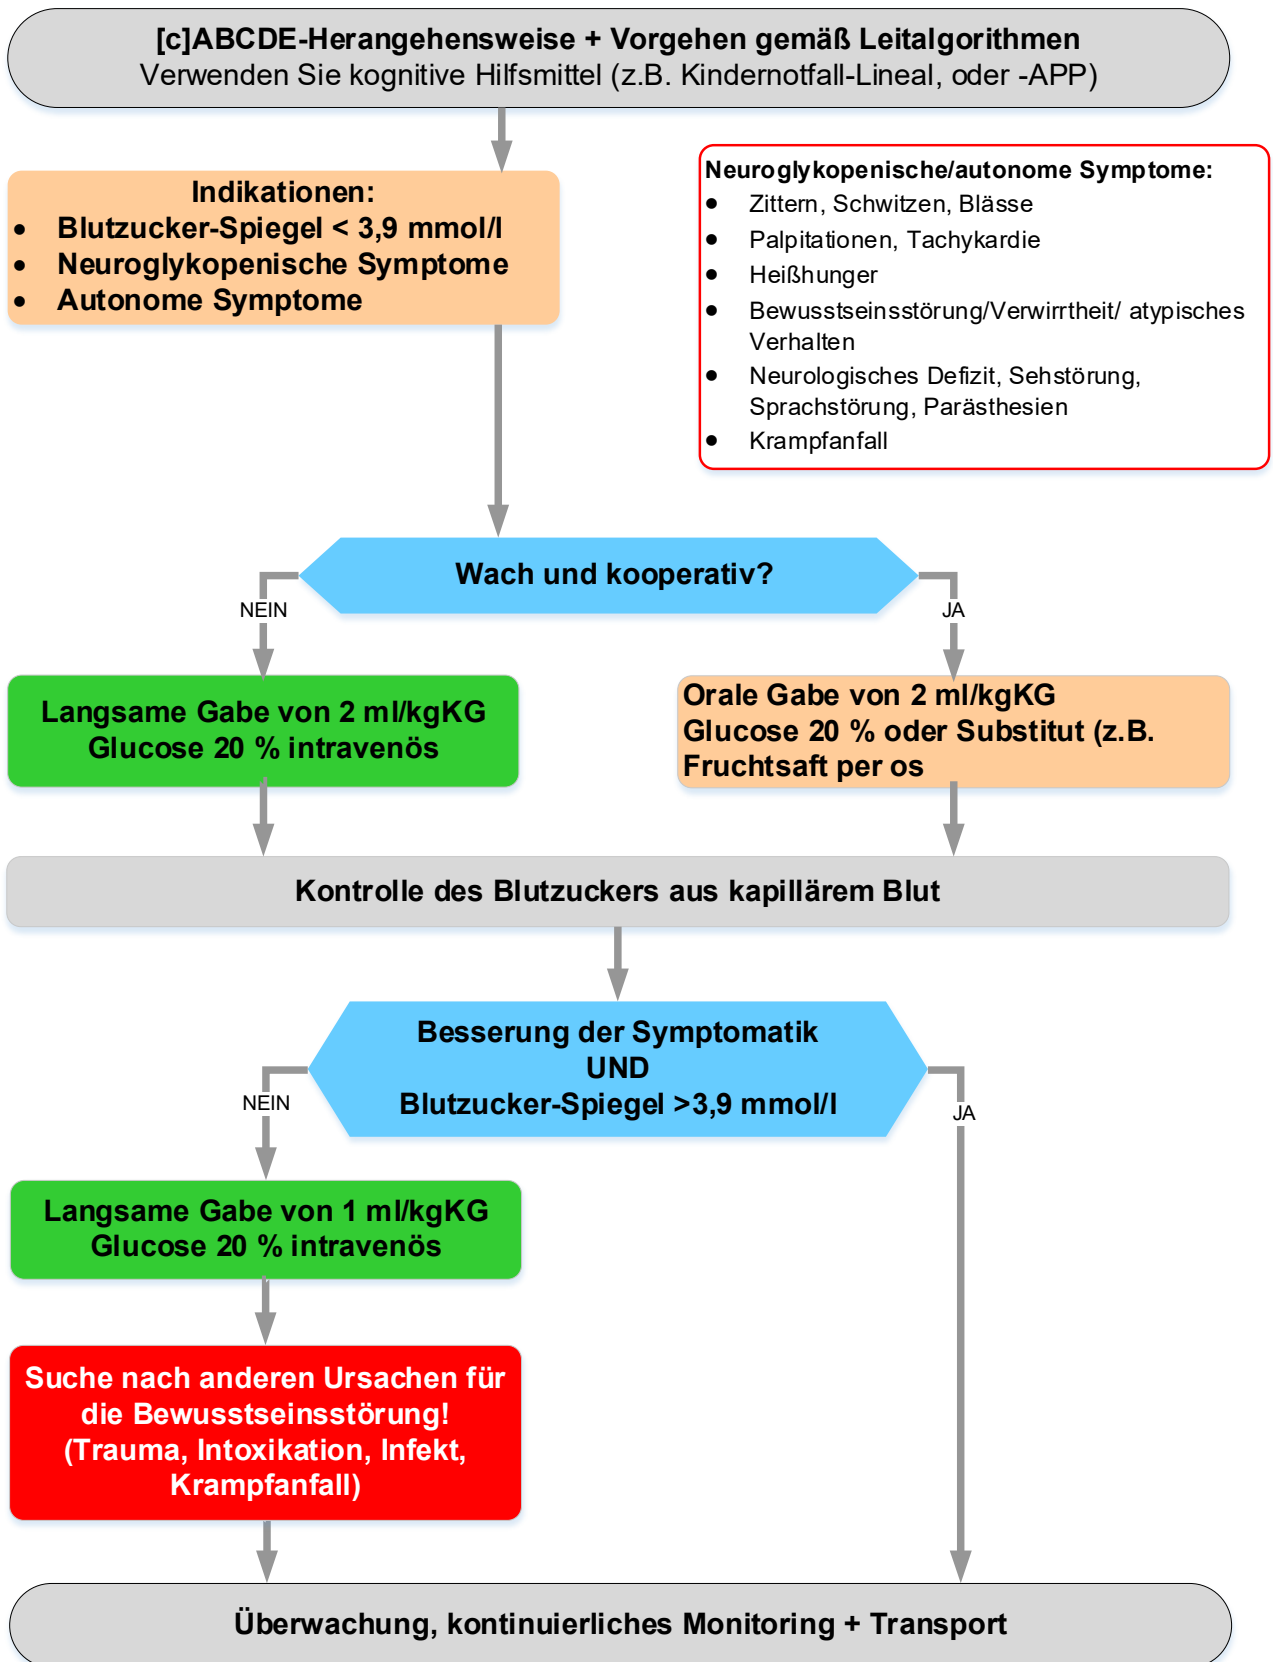 [c]ABCDE-Herangehensweise + Vorgehen gemäß Leitalgorithmen
Verwenden Sie kognitive Hilfsmittel (z.B. Kindernotfall-Lineal, oder -APP)
Indikationen:
• Blutzucker-Spiegel < 3,9 mmol/l
• Neuroglykopenische Symptome
• Autonome Symptome
Neuroglykopenische/autonome Symptome:
• Zittern, Schwitzen, Blässe
• Palpitationen, Tachykardie
• Heißhunger
• Bewusstseinsstörung/Verwirrtheit/ atypisches
Verhalten
• Neurologisches Defizit, Sehstörung,
Sprachstörung, Parästhesien
• Krampfanfall
Wach und kooperativ?
NEIN
JA
Langsame Gabe von 2 ml/kgKG
Glucose 20 % intravenös
Orale Gabe von 2 ml/kgKG
Glucose 20 % oder Substitut (z.B.
Fruchtsaft per os
Kontrolle des Blutzuckers aus kapillärem Blut
Besserung der Symptomatik
UND
Blutzucker-Spiegel >3,9 mmol/l
NEIN
JA
Langsame Gabe von 1 ml/kgKG
Glucose 20 % intravenös
Suche nach anderen Ursachen für
die Bewusstseinsstörung!
(Trauma, Intoxikation, Infekt,
Krampfanfall)
Überwachung, kontinuierliches Monitoring + Transport